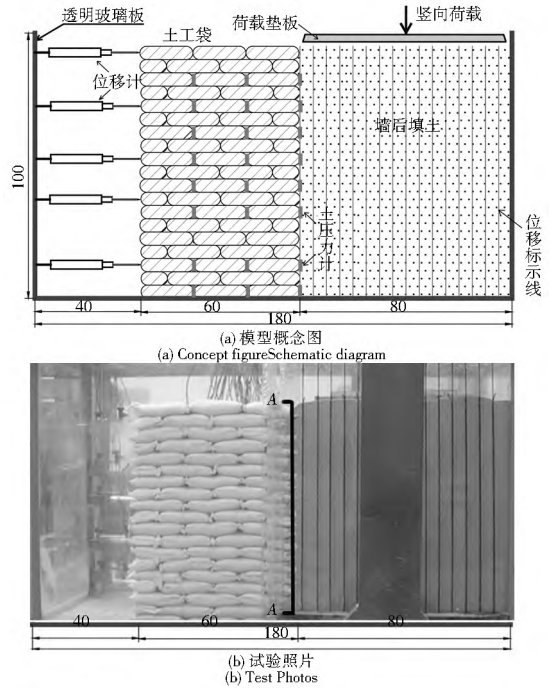 透明玻璃板
土工袋
荷载垫板
竖向荷载
位移计
墙后填土
100
土压力计
位移标示线
40
60
80
180
(a) 模型概念图
(a) Concept figureSchematic diagram
A
A
40
60
80
180
(b) 试验照片
(b) Test Photos